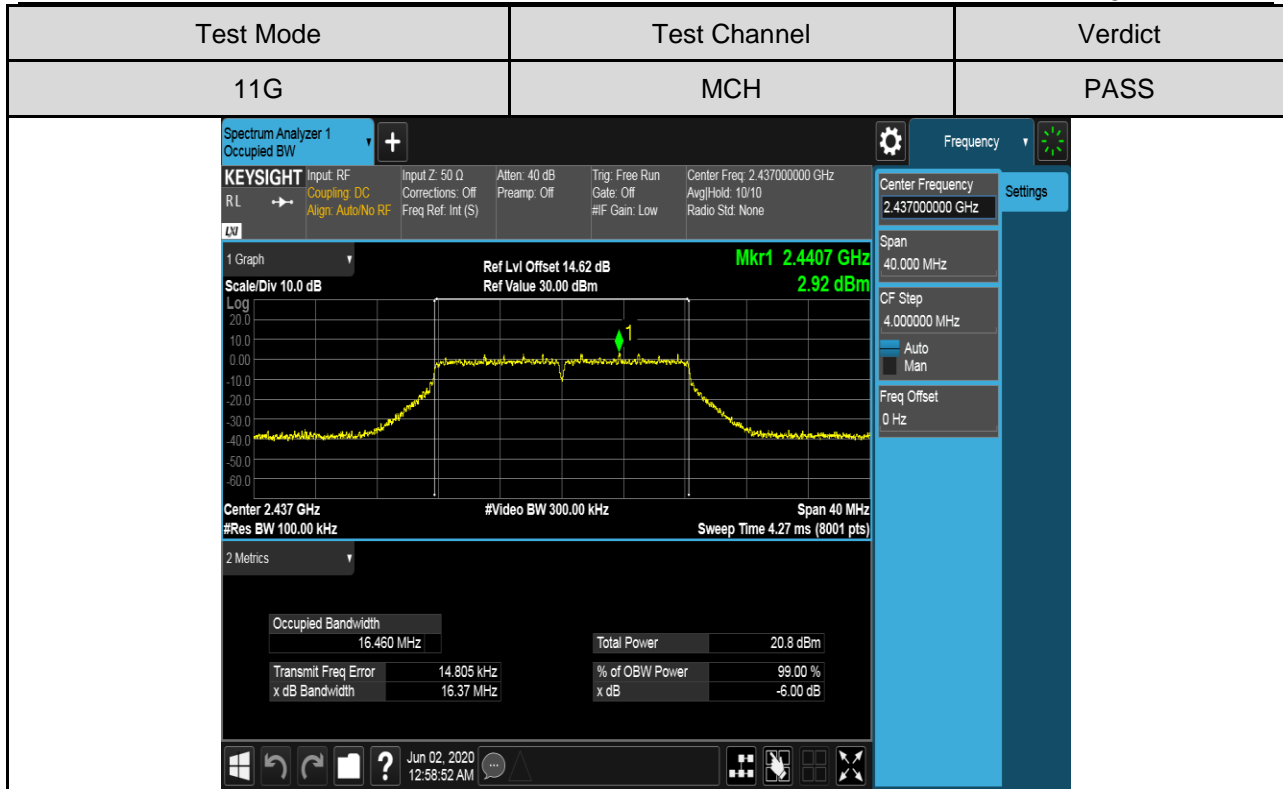 Test Mode Test Channel Verdict
11G MCH PASS
Spectrum Analyzer 1
Occupied BW
+
Frequency
KEYSIGHT Input: RF Input Z: 50 Ω Atten: 40 dB Trig: Free Run Center Freq: 2.437000000 GHz
RL Coupling: DC Corrections: Off Preamp: Off Gate: Off Avg|Hold: 10/10
Align: Auto/No RF Freq Ref: Int (S) #IF Gain: Low Radio Std: None
LXI
Center Frequency
2.437000000 GHz
Settings
Span
40.000 MHz
CF Step
4.000000 MHz
Auto
Man
Freq Offset
0 Hz
1 Graph Ref Lvl Offset 14.62 dB Mkr1 2.4407 GHz
Scale/Div 10.0 dB Ref Value 30.00 dBm 2.92 dBm
Log
20.0
10.0
1
0.00
-10.0
-20.0
-30.0
-40.0
-50.0
-60.0
Center 2.437 GHz #Video BW 300.00 kHz Span 40 MHz
#Res BW 100.00 kHz Sweep Time 4.27 ms (8001 pts)
2 Metrics
Occupied Bandwidth
16.460 MHz Total Power 20.8 dBm
Transmit Freq Error 14.805 kHz % of OBW Power 99.00 %
x dB Bandwidth 16.37 MHz x dB -6.00 dB
? Jun 02, 2020
12:58:52 AM